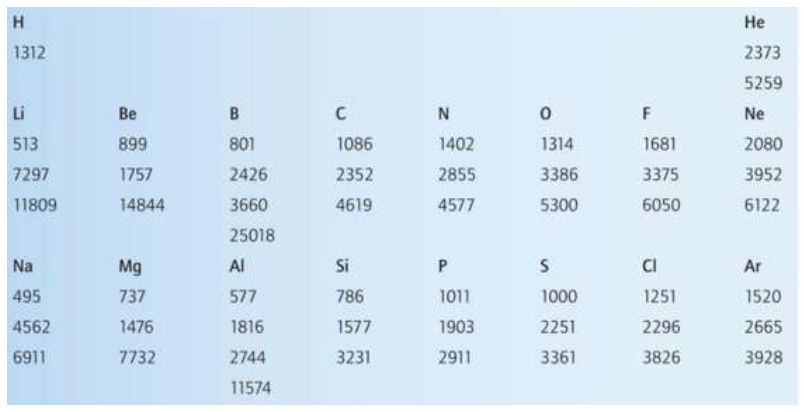 H He
1312 2373
5259
Li Be B C N O F Ne
513 899 801 1086 1402 1314 1681 2080
7297 1757 2426 2352 2855 3386 3375 3952
11809 14844 3660 4619 4577 5300 6050 6122
25018
Na Mg Al Si P S Cl Ar
495 737 577 786 1011 1000 1251 1520
4562 1476 1816 1577 1903 2251 2296 2665
6911 7732 2744 3231 2911 3361 3826 3928
11574